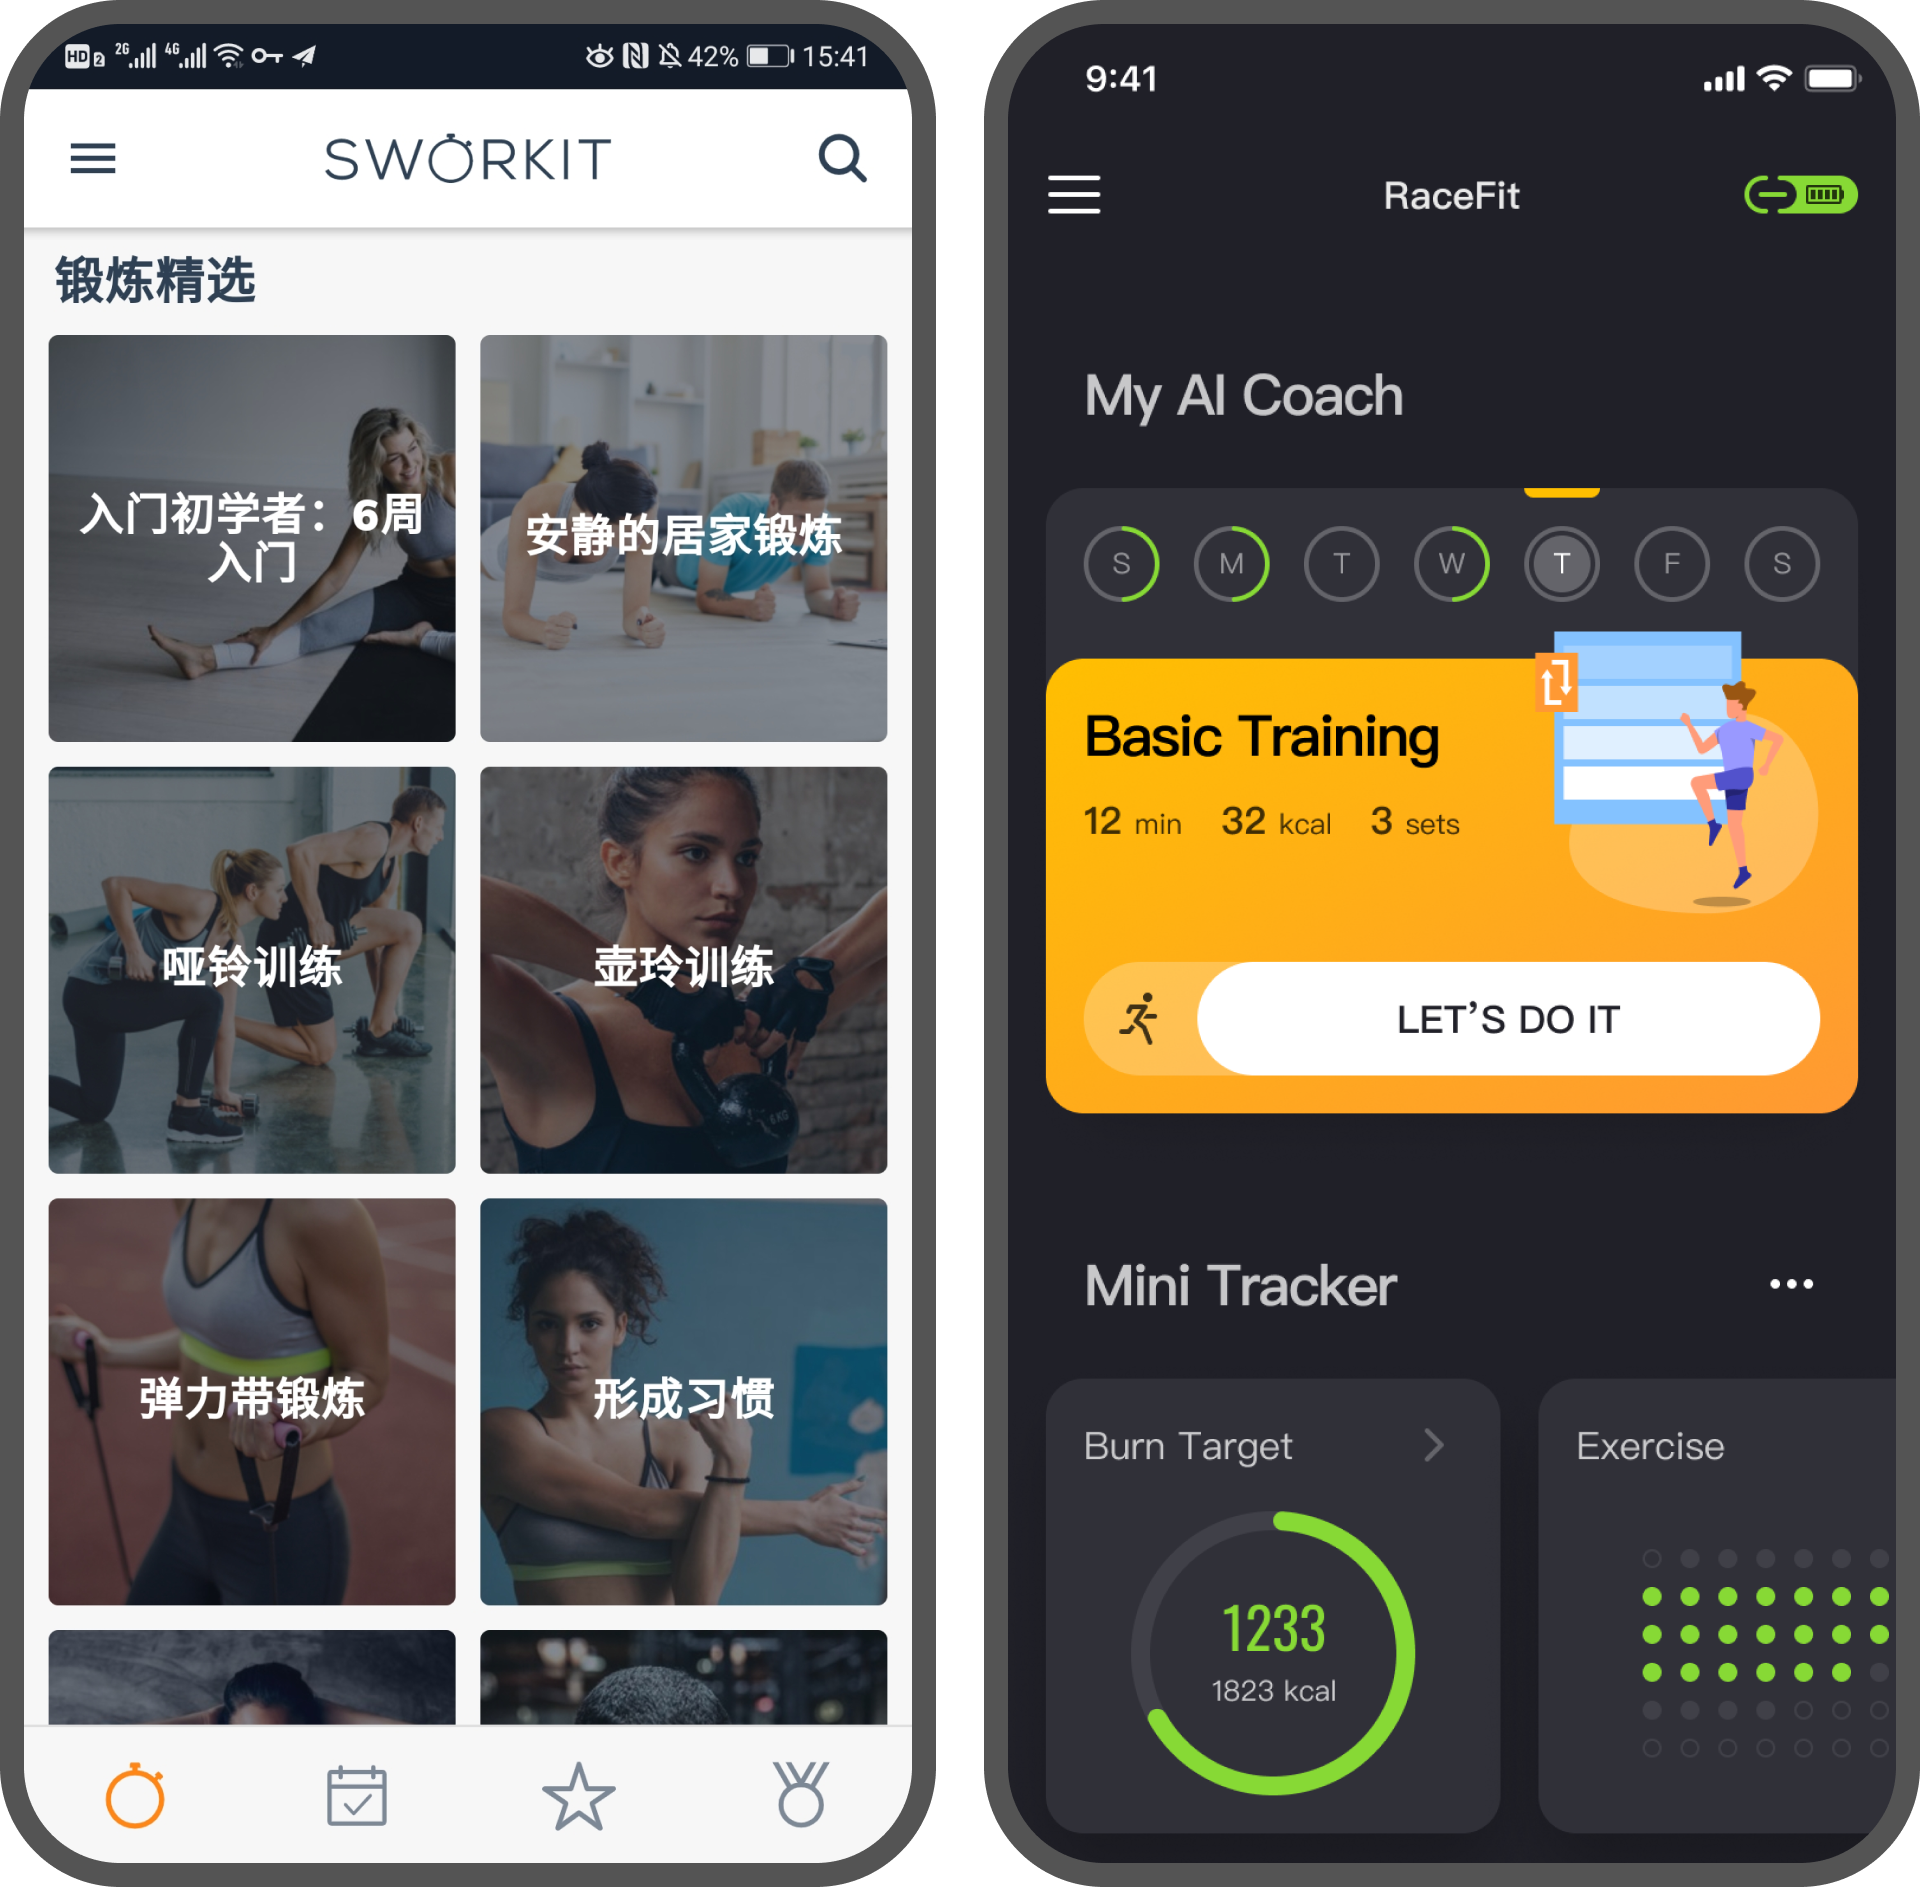 HD 2 2G 4G 42% 15:41
SWORKIT
锻炼精选
入门初学者：6周
入门
安静的居家锻炼
哑铃训练
壶玲训练
弹力带锻炼
形成习惯
9:41
RaceFit
My AI Coach
S M T W T F S
Basic Training
12 min 32 kcal 3 sets
LET’S DO IT
Mini Tracker
Burn Target
1233
1823 kcal
Exercise